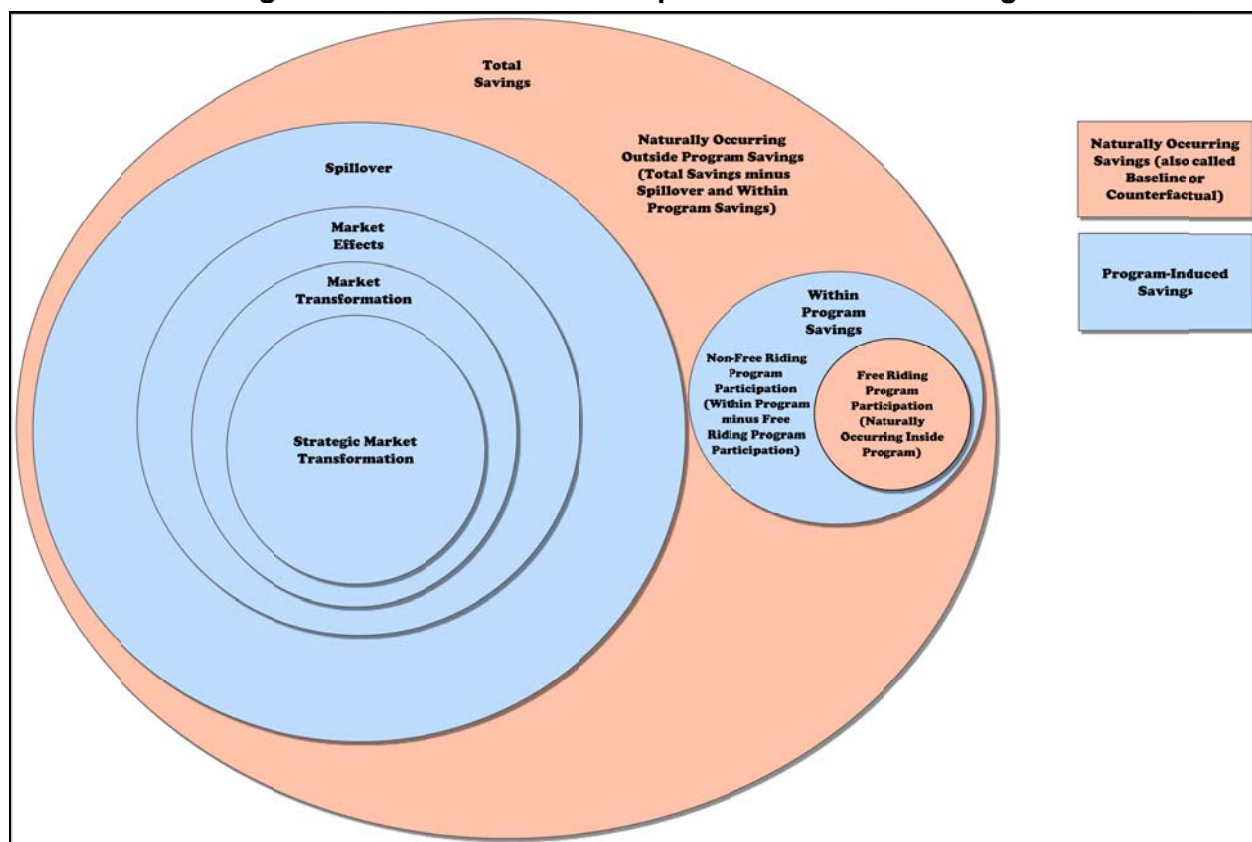 Total
Savings
Naturally Occurring
Outside Program Savings
(Total Savings minus
Spillover and Within
Program Savings)
Spillover
Market
Effects
Market
Transformation
Strategic Market
Transformation
Within
Program
Savings
Non-Free Riding
Program
Participation
(Within Program
minus Free
Riding Program
Participation)
Free Riding
Program
Participation
(Naturally
Occurring Inside
Program)
Naturally Occurring
Savings (also called
Baseline or
Counterfactual)
Program-Induced
Savings